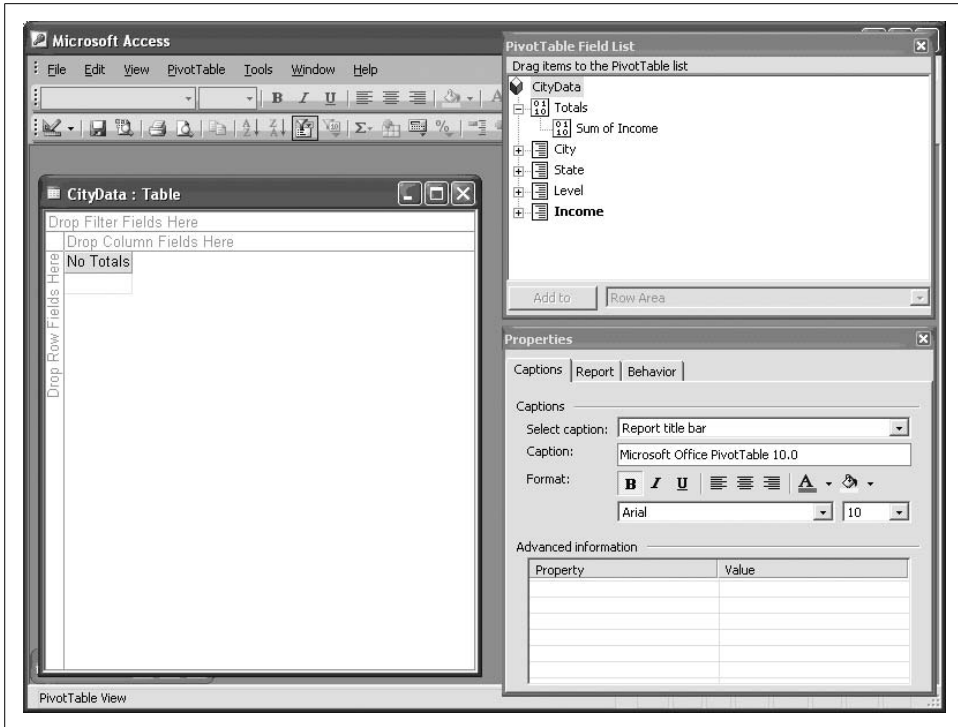 Microsoft Access
File Edit View PivotTable Tools Window Help
B I U A
Σ %
CityData : Table
Drop Filter Fields Here
Drop Column Fields Here
Drop Row Fields Here
No Totals
PivotTable Field List
Drag items to the PivotTable list
CityData
Totals
Sum of Income
City
State
Level
Income
Add to Row Area
Properties
Captions Report Behavior
Captions
Select caption: Report title bar
Caption: Microsoft Office PivotTable 10.0
Format: B I U A
Arial 10
Advanced information
Property Value
PivotTable View